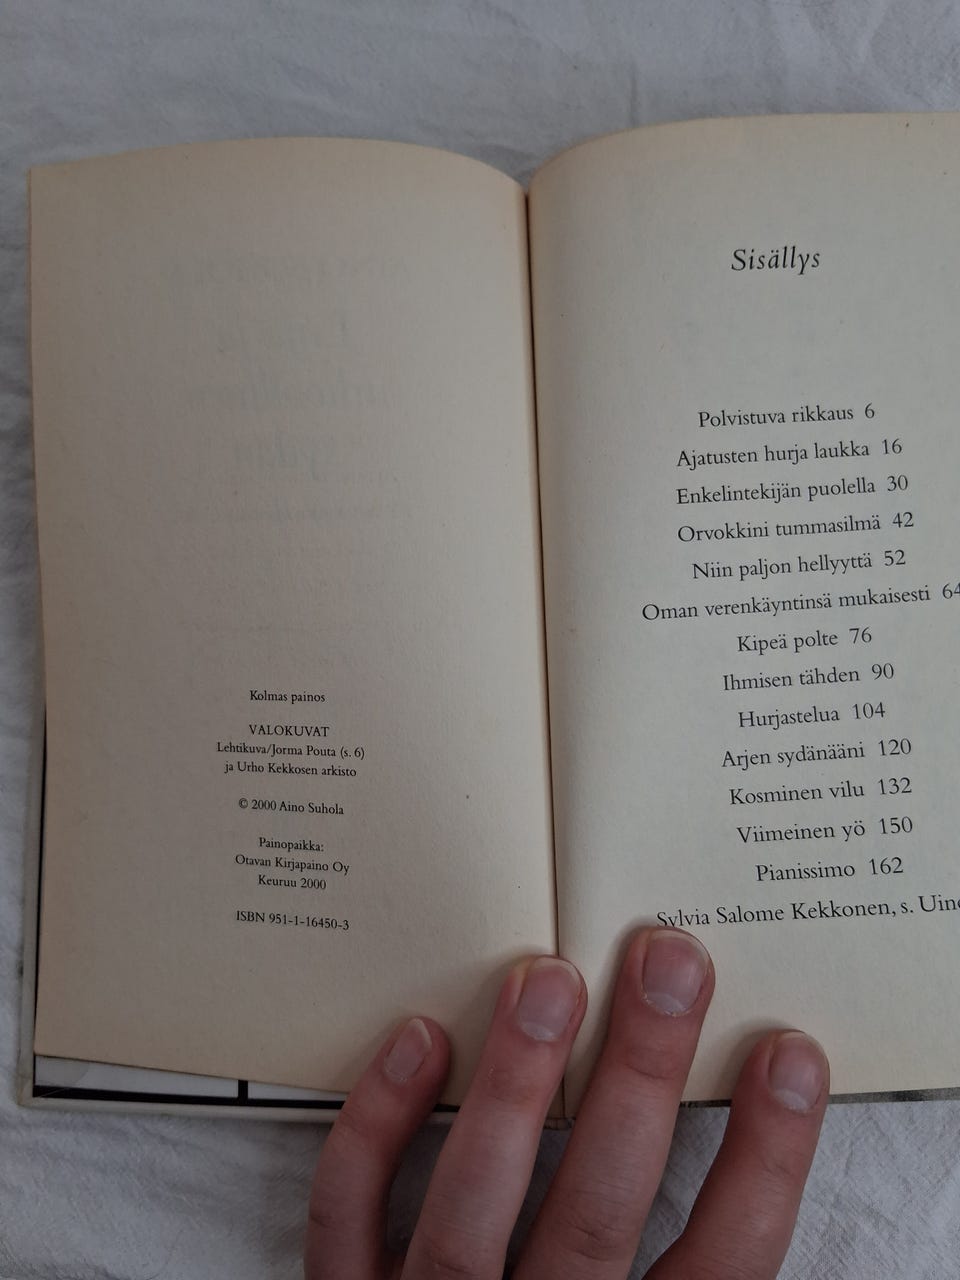 Kolmas painos
VALOKUVAT
Lehtikuva/Jorma Pouta (s. 6)
ja Urho Kekkosen arkisto
© 2000 Aino Suhola
Painopaikka:
Otavan Kirjapaino Oy
Keuruu 2000
ISBN 951-1-16450-3
Sisällys
Polvistuva rikkaus 6
Ajatusten hurja laukka 16
Enkelintekijän puolella 30
Orvokkini tummasilmä 42
Niin paljon hellyyttä 52
Oman verenkäyntinsä mukaisesti 64
Kipeä polte 76
Ihmisen tähden 90
Hurjastelua 104
Arjen sydänääni 120
Kosminen vilu 132
Viimeinen yö 150
Pianissimo 162
Sylvia Salome Kekkonen, s.